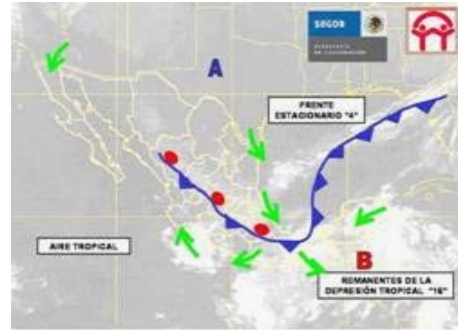 SEGOB
A
FRENTE
ESTACIONARIO "4"
AIRE TROPICAL
B
REMANENTES DE LA
DEPRESIÓN TROPICAL "16"